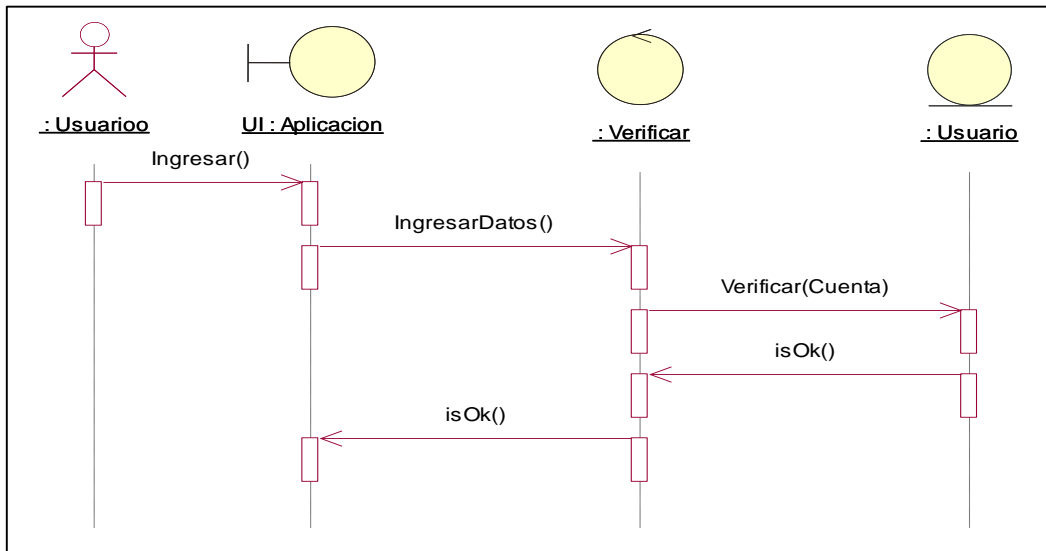 : Usuarioo
UI : Aplicacion
: Verificar
: Usuario
Ingresar()
IngresarDatos()
Verificar(Cuenta)
isOk()
isOk()